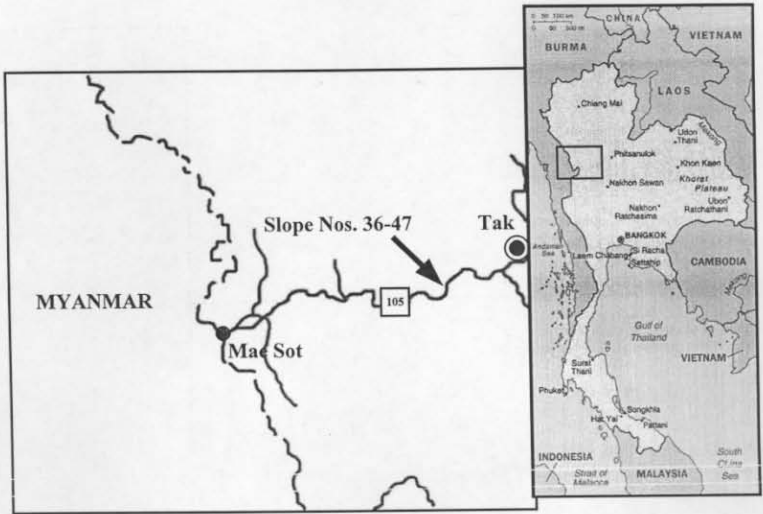 Slope Nos. 36-47
Tak
MYANMAR
105
Mae Sot
CHINA
BURMA
VIETNAM
LAOS
Chiang Mai
Udon
Thani
Mekong
Phitsanulok
Khon Kaen
Nakhon Sawan
Khorat
Plateau
Ubon
Ratchathani
Nakhon
Ratchasima
BANGKOK
Andaman
Sea
Laem Chabang
Si Racha
Sattahip
CAMBODIA
Mekong
Gulf of
Thailand
VIETNAM
Surat
Thani
Phuket
Songkhla
Hat Yai
Pattani
INDONESIA
Strait of
Malacca
MALAYSIA
South
Sea